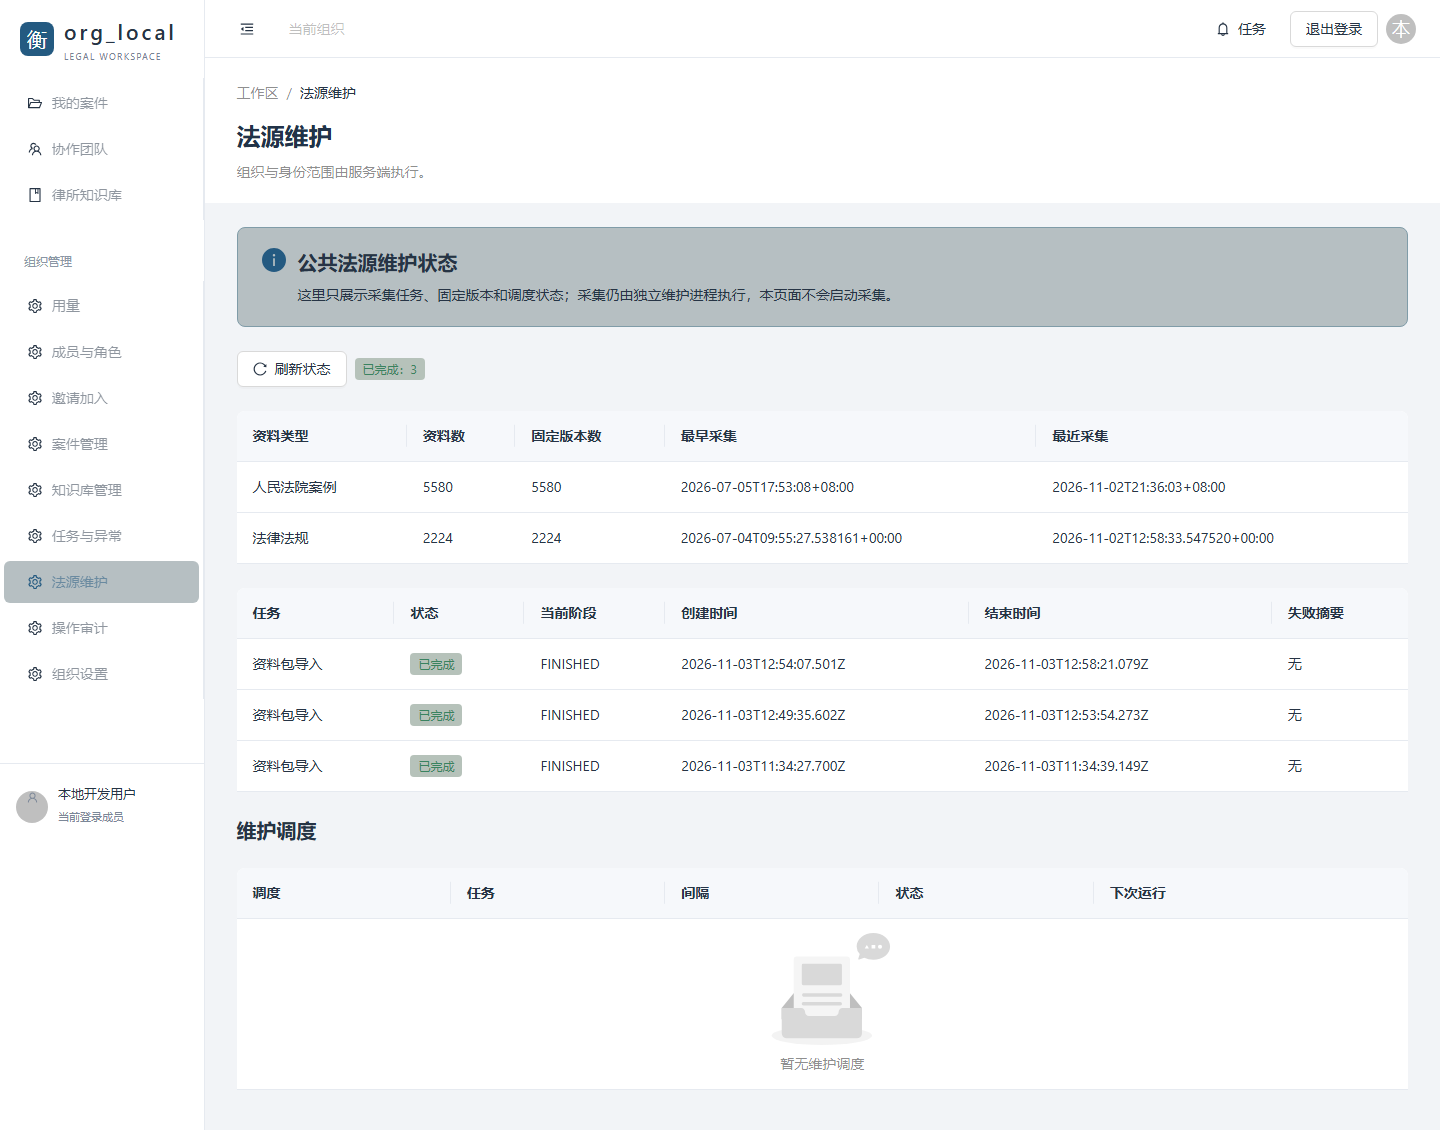 衡 org_local
LEGAL WORKSPACE
当前组织
任务
退出登录
本
我的案件
协作团队
律所知识库
组织管理
用量
成员与角色
邀请加入
案件管理
知识库管理
任务与异常
法源维护
操作审计
组织设置
本地开发用户
当前登录成员
工作区 / 法源维护
法源维护
组织与身份范围由服务端执行。
公共法源维护状态
这里只展示采集任务、固定版本和调度状态；采集仍由独立维护进程执行，本页面不会启动采集。
刷新状态 已完成：3
资料类型 资料数 固定版本数 最早采集 最近采集
人民法院案例 5580 5580 2026-07-05T17:53:08+08:00 2026-11-02T21:36:03+08:00
法律法规 2224 2224 2026-07-04T09:55:27.538161+00:00 2026-11-02T12:58:33.547520+00:00
任务 状态 当前阶段 创建时间 结束时间 失败摘要
资料包导入 已完成 FINISHED 2026-11-03T12:54:07.501Z 2026-11-03T12:58:21.079Z 无
资料包导入 已完成 FINISHED 2026-11-03T12:49:35.602Z 2026-11-03T12:53:54.273Z 无
资料包导入 已完成 FINISHED 2026-11-03T11:34:27.700Z 2026-11-03T11:34:39.149Z 无
维护调度
调度 任务 间隔 状态 下次运行
暂无维护调度